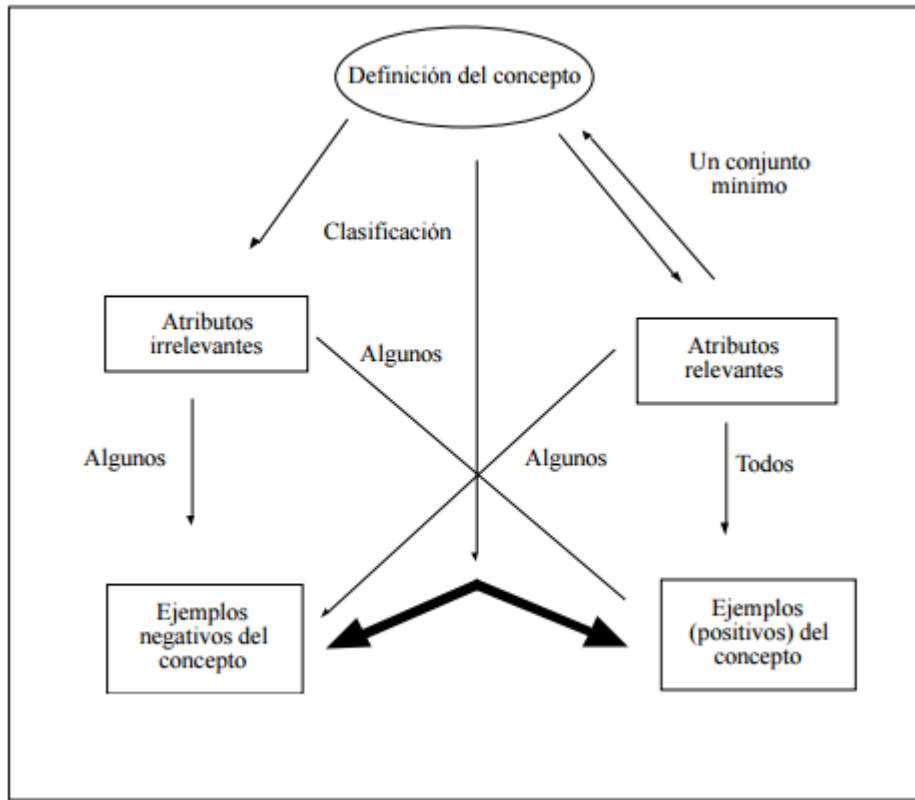 Definición del concepto
Un conjunto
mínimo
Clasificación
Atributos
irrelevantes
Algunos
Atributos
relevantes
Algunos
Algunos
Todos
Ejemplos
negativos del
concepto
Ejemplos
(positivos) del
concepto